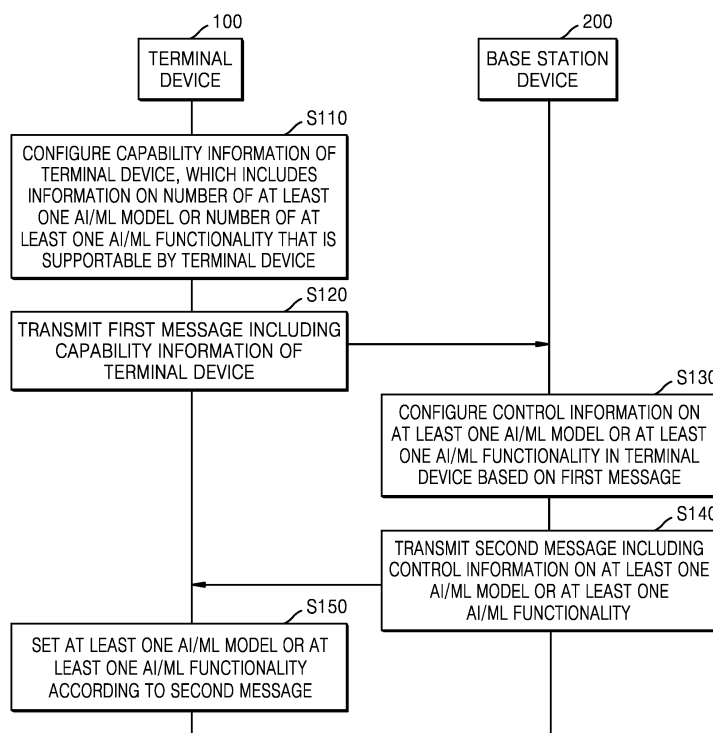 100
200
TERMINAL
DEVICE
BASE STATION
DEVICE
S110
CONFIGURE CAPABILITY INFORMATION OF
TERMINAL DEVICE, WHICH INCLUDES
INFORMATION ON NUMBER OF AT LEAST
ONE AI/ML MODEL OR NUMBER OF AT
LEAST ONE AI/ML FUNCTIONALITY THAT IS
SUPPORTABLE BY TERMINAL DEVICE
S120
TRANSMIT FIRST MESSAGE INCLUDING
CAPABILITY INFORMATION OF
TERMINAL DEVICE
S130
CONFIGURE CONTROL INFORMATION ON
AT LEAST ONE AI/ML MODEL OR AT LEAST
ONE AI/ML FUNCTIONALITY IN TERMINAL
DEVICE BASED ON FIRST MESSAGE
S140
TRANSMIT SECOND MESSAGE INCLUDING
CONTROL INFORMATION ON AT LEAST ONE
AI/ML MODEL OR AT LEAST ONE
AI/ML FUNCTIONALITY
S150
SET AT LEAST ONE AI/ML MODEL OR AT
LEAST ONE AI/ML FUNCTIONALITY
ACCORDING TO SECOND MESSAGE